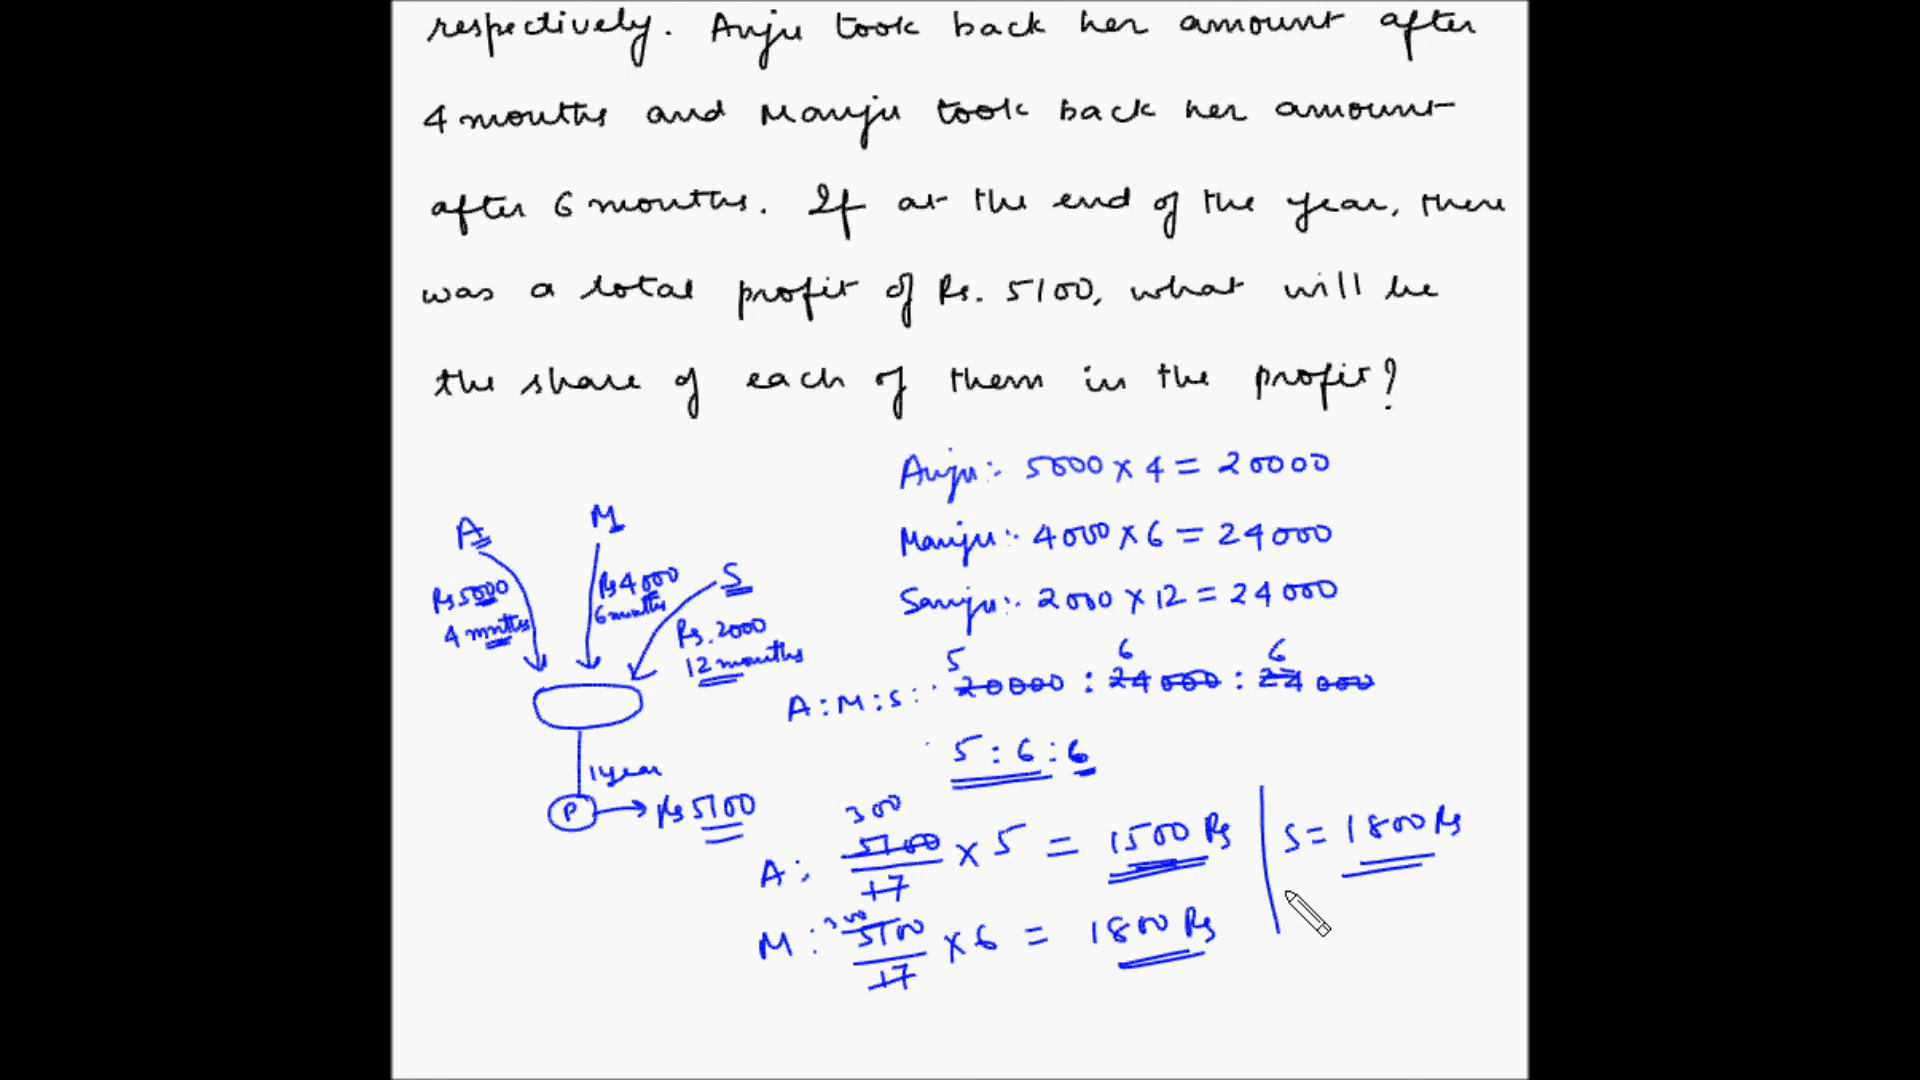 respectively. Anju took back her amount after
4 months and Manju took back her amount
after 6 months. If at the end of the year, there
was a total profit of Rs. 5100, what will be
the share of each of them in the profit?
Anju:- 5000 x 4 = 20000
Manju:- 4000 x 6 = 24000
Sanju:- 2000 x 12 = 24000
A
M
S
Rs 5000
4 months
Rs 4000
6 months
Rs. 2000
12 months
1 year
P
Rs 5100
5 6 6
A : M : S :- 20000 : 24000 : 24000
5 : 6 : 6
300
A : 5100/17 x 5 = 1500 Rs
S = 1800 Rs
300
M : 5100/17 x 6 = 1800 Rs